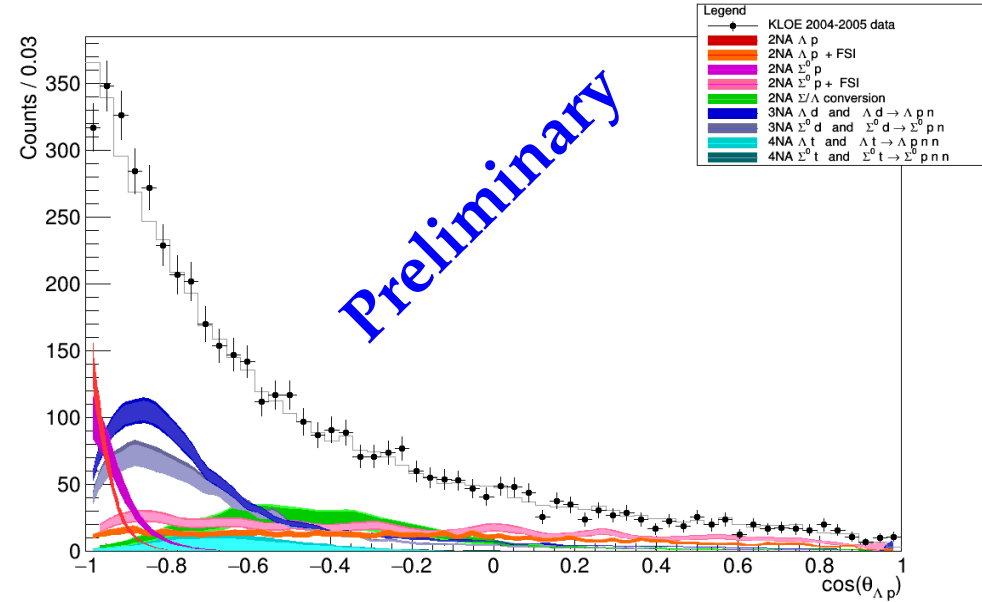 Legend
KLOE 2004-2005 data
2NA Λ p
2NA Λ p + FSI
2NA Σ⁰ p
2NA Σ⁰ p + FSI
2NA Σ/Λ conversion
3NA Λ d and Λ d → Λ p n
3NA Σ⁰ d and Σ⁰ d → Σ⁰ p n
4NA Λ t and Λ t → Λ p n n
4NA Σ⁰ t and Σ⁰ t → Σ⁰ p n n
Counts / 0.03
350
300
250
200
150
100
50
0
Preliminary
−1 −0.8 −0.6 −0.4 −0.2 0 0.2 0.4 0.6 0.8 1
cos(θ_Λ p)